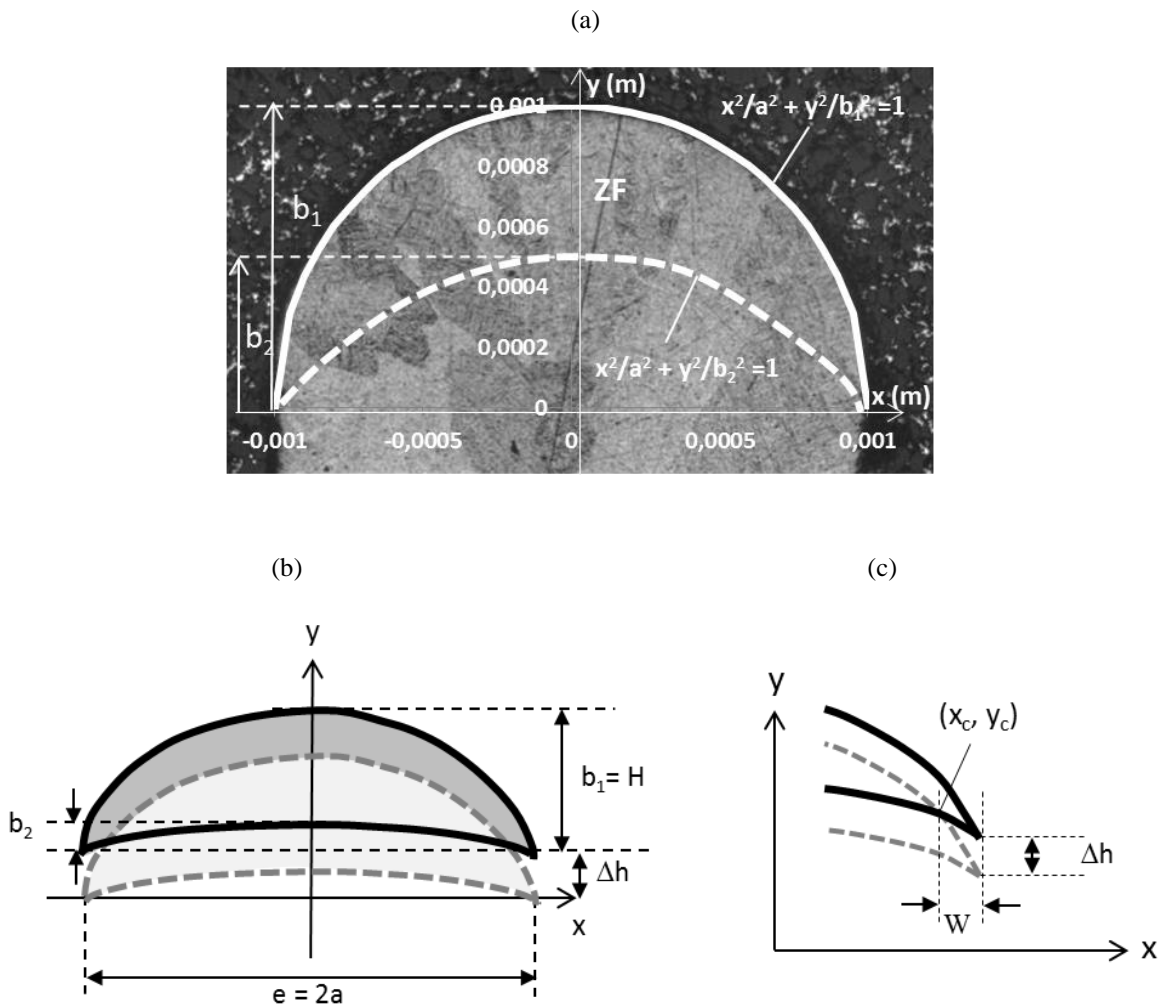 (a)
y (m)
0,001
x²/a² + y²/b₁² =1
0,0008
ZF
b₁
0,0006
0,0004
b₂
0,0002
x²/a² + y²/b₂² =1
x (m)
0
-0,001 -0,0005 0 0,0005 0,001
(b) (c)
y
y
(xc, yc)
b₁= H
b₂
Δh
Δh
x
W
x
e = 2a